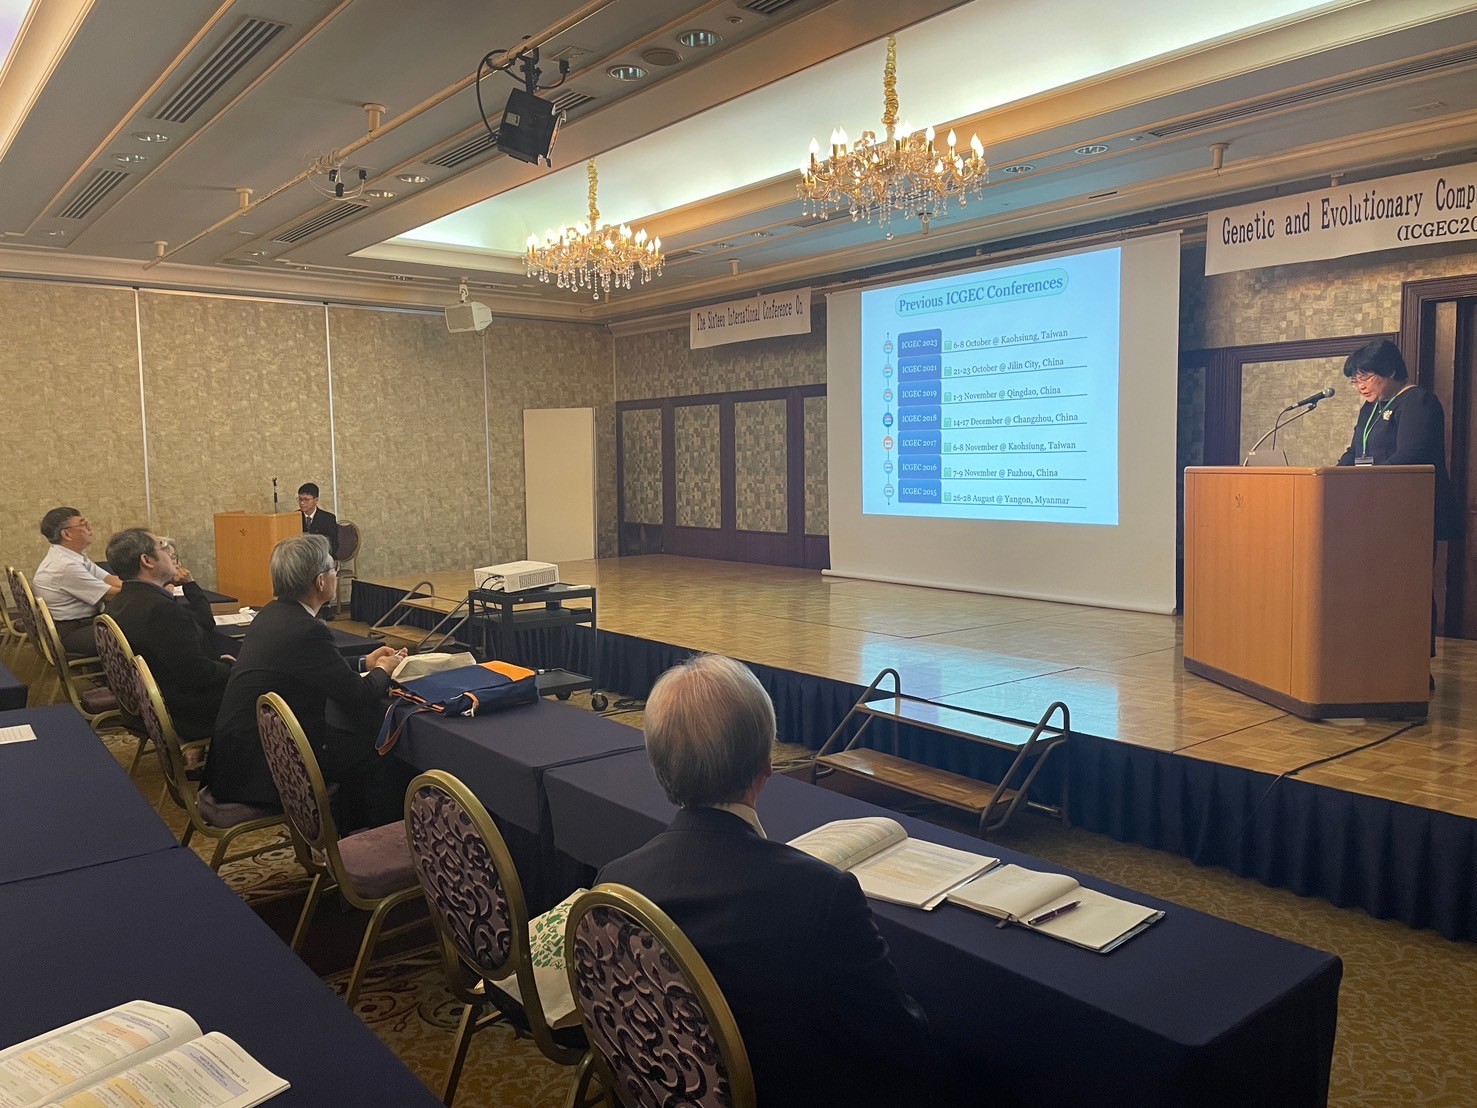 The Sixteen International Conference On
Genetic and Evolutionary Comp
(ICGEC20
Previous ICGEC Conferences
ICGEC 2023 6-8 October @ Kaohsiung, Taiwan
ICGEC 2021 21-23 October @ Jilin City, China
ICGEC 2019 1-3 November @ Qingdao, China
ICGEC 2018 14-17 December @ Changzhou, China
ICGEC 2017 6-8 November @ Kaohsiung, Taiwan
ICGEC 2016 7-9 November @ Fuzhou, China
ICGEC 2015 26-28 August @ Yangon, Myanmar